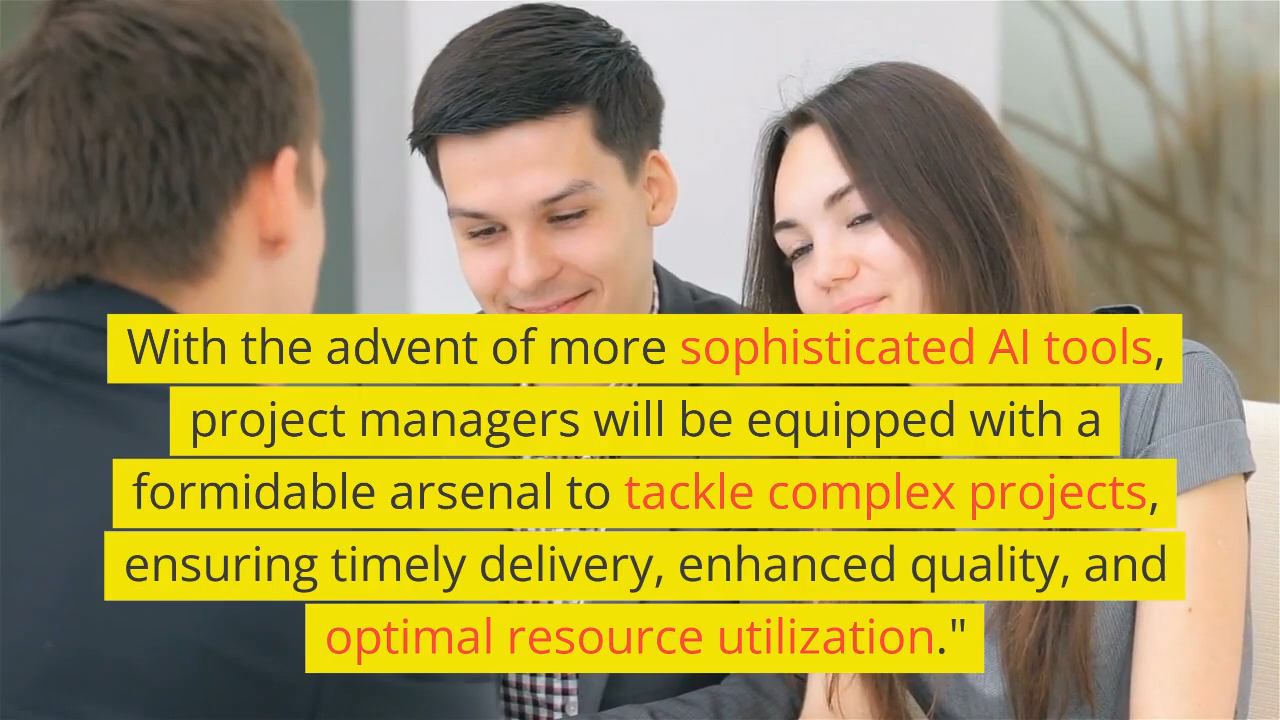 With the advent of more sophisticated AI tools,
project managers will be equipped with a
formidable arsenal to tackle complex projects,
ensuring timely delivery, enhanced quality, and
optimal resource utilization."